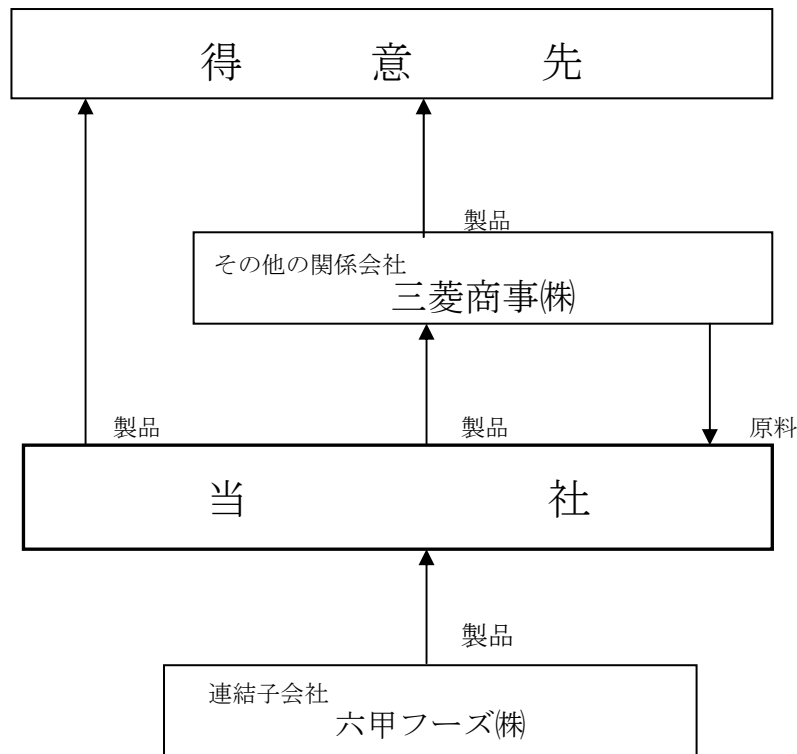 得意先
製品
その他の関係会社
三菱商事㈱
製品
製品
原料
当社
製品
連結子会社
六甲フーズ㈱